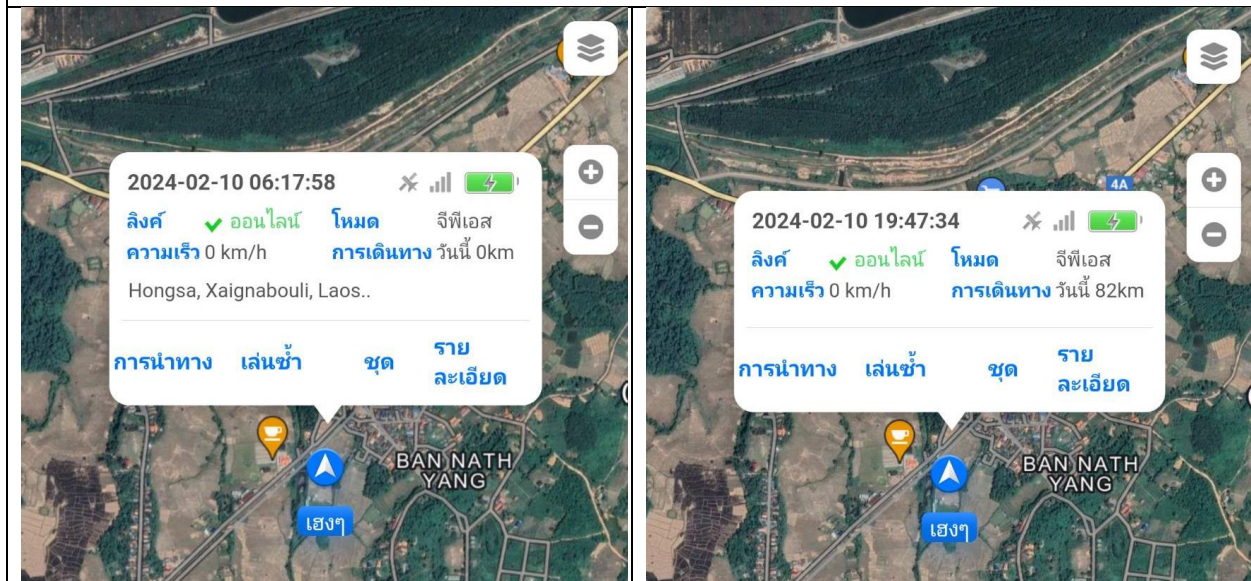 2024-02-10 06:17:58
ลิงค์ ออนไลน์ โหมด จีพีเอส
ความเร็ว 0 km/h การเดินทาง วันนี้ 0km
Hongsa, Xaignabouli, Laos..
การนำทาง เล่นซ้ำ ชุด ราย
ละเอียด
BAN NATH
YANG
เฮงๆ
4A
2024-02-10 19:47:34
ลิงค์ ออนไลน์ โหมด จีพีเอส
ความเร็ว 0 km/h การเดินทาง วันนี้ 82km
การนำทาง เล่นซ้ำ ชุด ราย
ละเอียด
BAN NATH
YANG
เฮงๆ